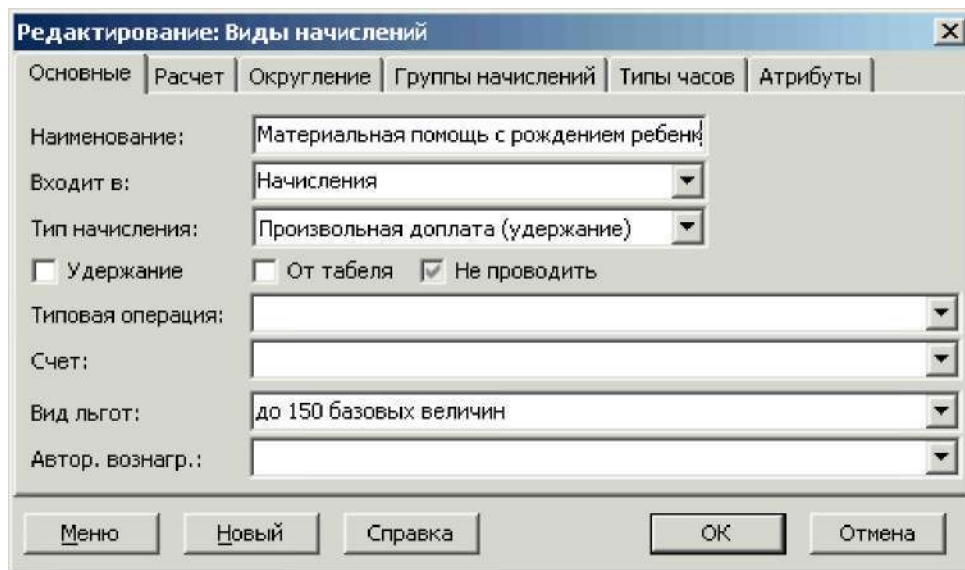 Редактирование: Виды начислений
Основные Расчет Округление Группы начислений Типы часов Атрибуты
Наименование: Материальная помощь с рождением ребенк
Входит в: Начисления
Тип начисления: Произвольная доплата (удержание)
Удержание От табеля Не проводить
Типовая операция:
Счет:
Вид льгот: до 150 базовых величин
Автор. вознагр.:
Меню Новый Справка ОК Отмена